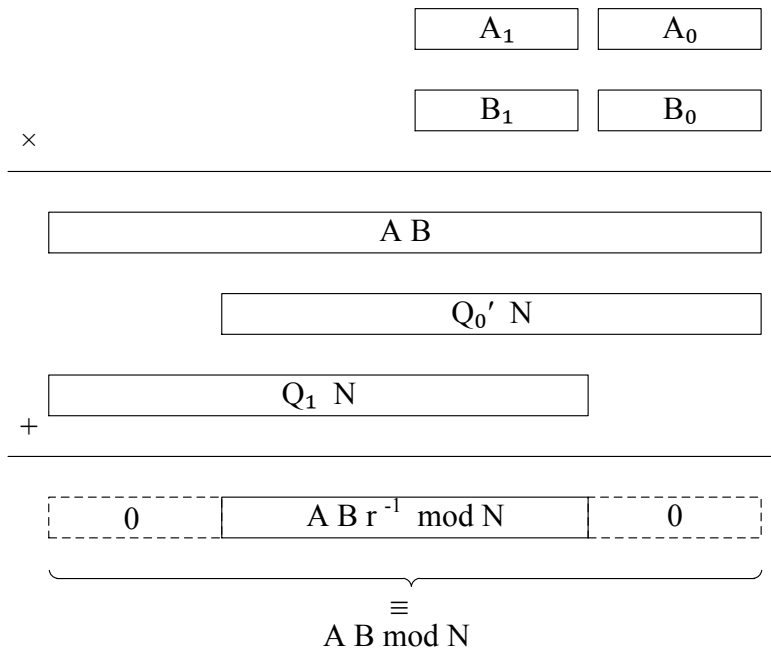 A₁ A₀
B₁ B₀
×
A B
Q₀′ N
Q₁ N
+
0 A B r⁻¹ mod N 0
≡
A B mod N